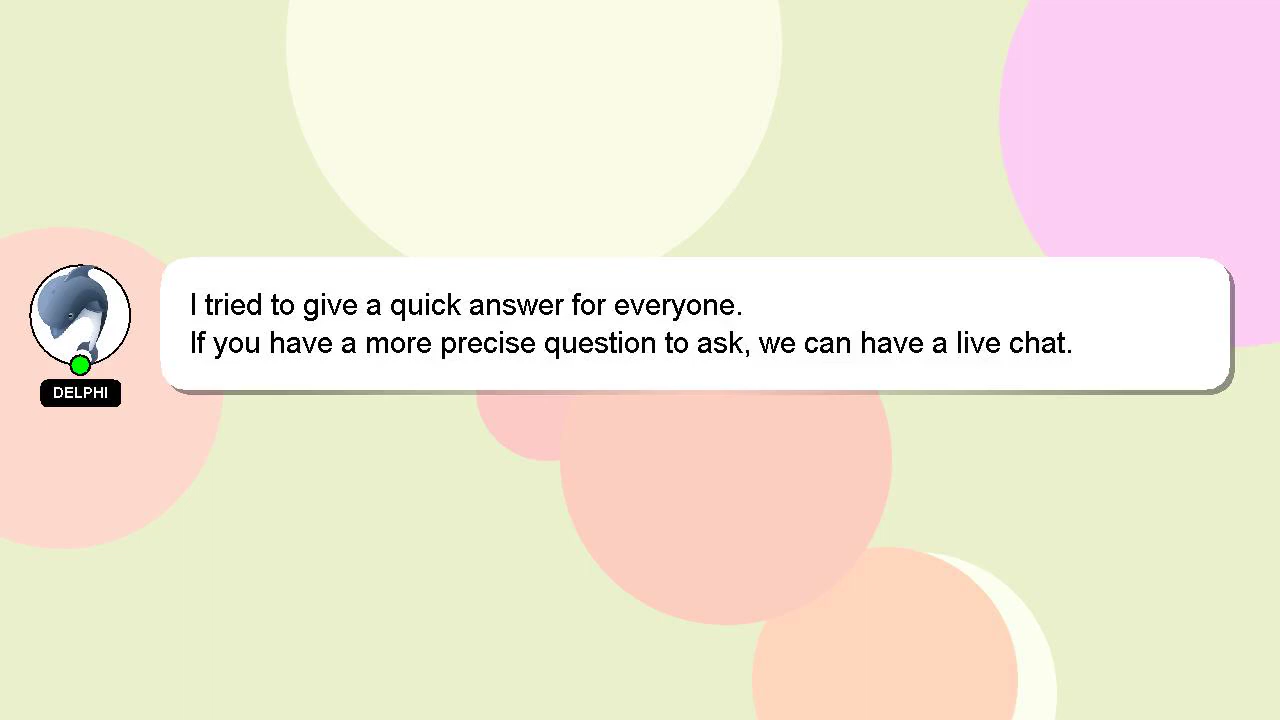 I tried to give a quick answer for everyone.
If you have a more precise question to ask, we can have a live chat.
DELPHI